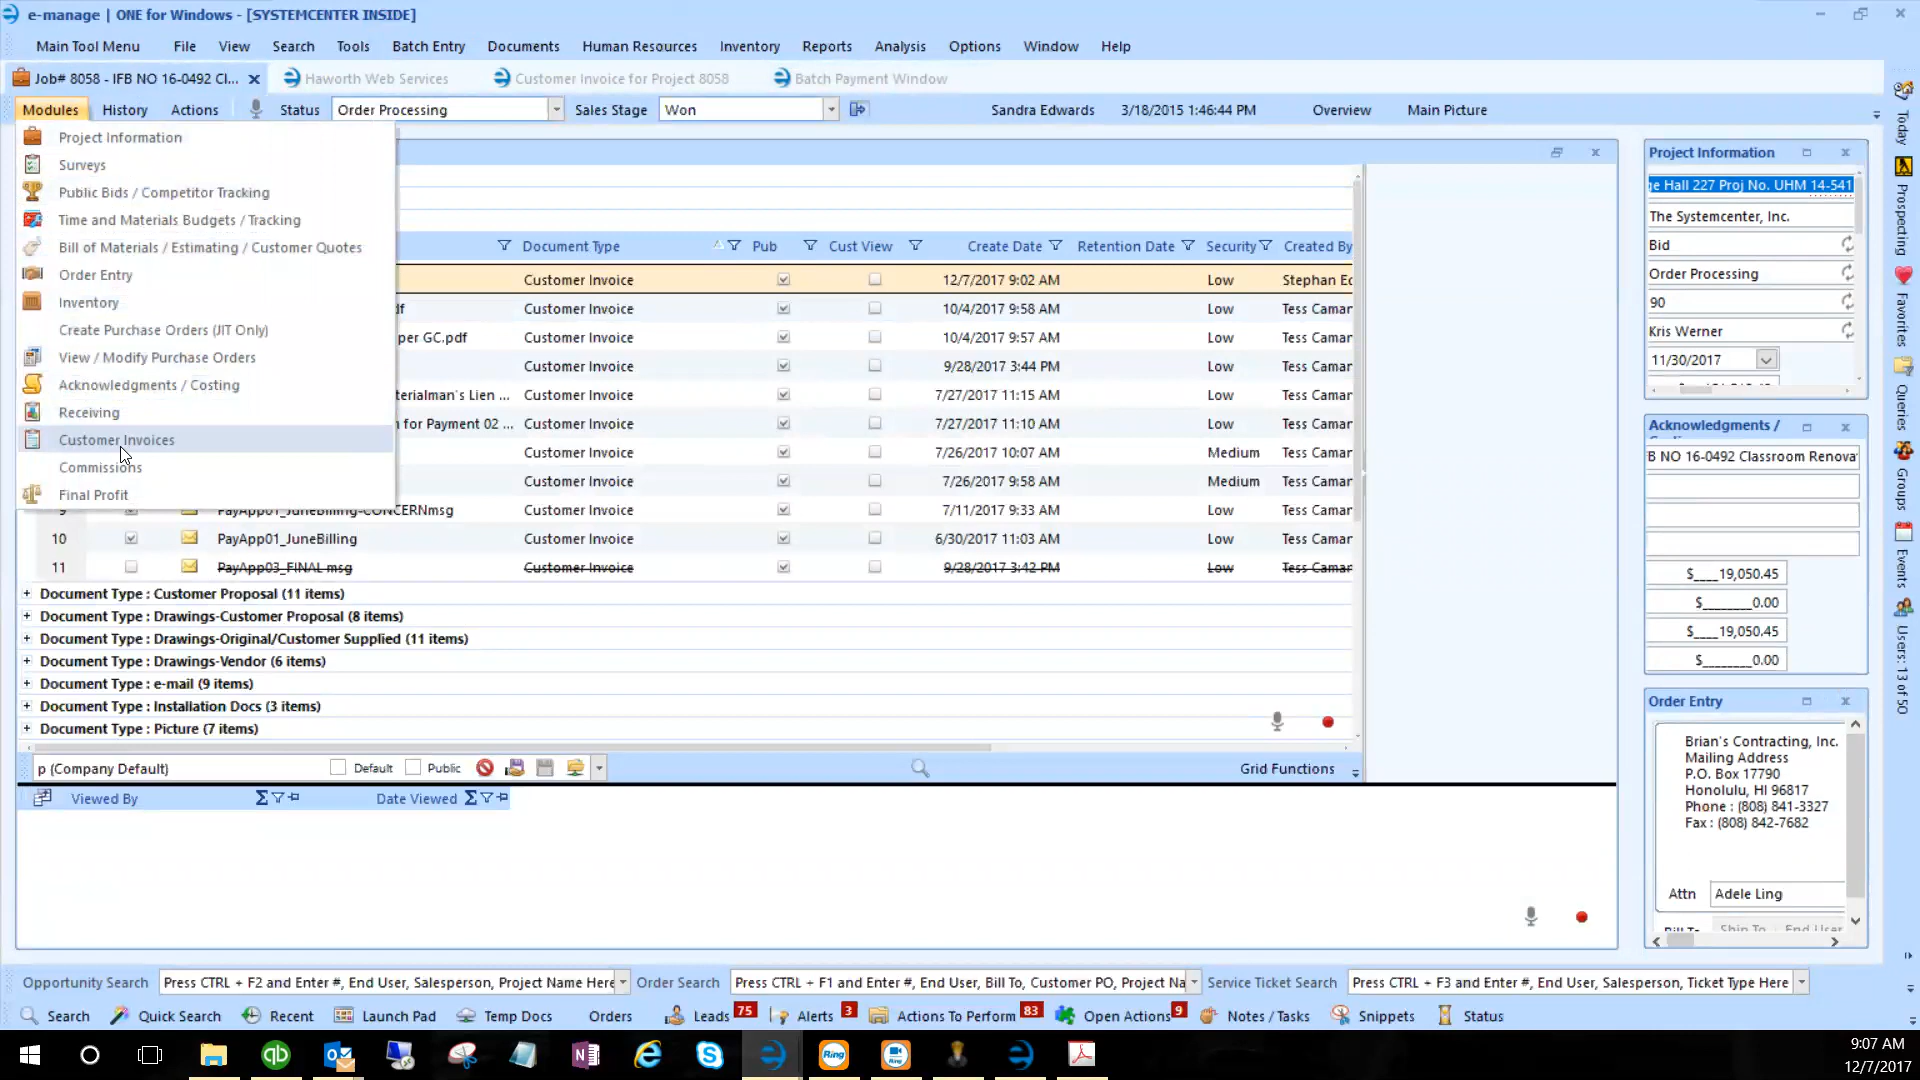 e-manage | ONE for Windows - [SYSTEMCENTER INSIDE]
Main Tool Menu File View Search Tools Batch Entry Documents Human Resources Inventory Reports Analysis Options Window Help
Job# 8058 - IFB NO 16-0492 Cl... Haworth Web Services Customer Invoice for Project 8058 Batch Payment Window
Modules History Actions Status Order Processing Sales Stage Won Sandra Edwards 3/18/2015 1:46:44 PM Overview Main Picture
Project Information
Surveys
Public Bids / Competitor Tracking
Time and Materials Budgets / Tracking
Bill of Materials / Estimating / Customer Quotes
Order Entry
Inventory
Create Purchase Orders (JIT Only)
View / Modify Purchase Orders
Acknowledgments / Costing
Receiving
Customer Invoices
Commissions
Final Profit
Document Type Pub Cust View Create Date Retention Date Security Created By
Customer Invoice 12/7/2017 9:02 AM Low Stephan Ec
df Customer Invoice 10/4/2017 9:58 AM Low Tess Camar
per GC.pdf Customer Invoice 10/4/2017 9:57 AM Low Tess Camar
Customer Invoice 9/28/2017 3:44 PM Low Tess Camar
terialman's Lien ... Customer Invoice 7/27/2017 11:15 AM Low Tess Camar
n for Payment 02 ... Customer Invoice 7/27/2017 11:10 AM Low Tess Camar
Customer Invoice 7/26/2017 10:07 AM Medium Tess Camar
Customer Invoice 7/26/2017 9:58 AM Medium Tess Camar
9 PayApp01_JuneBilling-CONCERNmsg Customer Invoice 7/11/2017 9:33 AM Low Tess Camar
10 PayApp01_JuneBilling Customer Invoice 6/30/2017 11:03 AM Low Tess Camar
11 PayApp03_FINAL msg Customer Invoice 9/28/2017 3:42 PM Low Tess Camar
Document Type : Customer Proposal (11 items)
Document Type : Drawings-Customer Proposal (8 items)
Document Type : Drawings-Original/Customer Supplied (11 items)
Document Type : Drawings-Vendor (6 items)
Document Type : e-mail (9 items)
Document Type : Installation Docs (3 items)
Document Type : Picture (7 items)
p (Company Default) Default Public Grid Functions
Viewed By Date Viewed
Project Information
ge Hall 227 Proj No. UHM 14-541
The Systemcenter, Inc.
Bid
Order Processing
90
Kris Werner
11/30/2017
Acknowledgments /
FB NO 16-0492 Classroom Renova
$____19,050.45
$________0.00
$____19,050.45
$________0.00
Order Entry
Brian's Contracting, Inc.
Mailing Address
P.O. Box 17790
Honolulu, HI 96817
Phone : (808) 841-3327
Fax : (808) 842-7682
Attn Adele Ling
Bill To Ship To End User
Today
Prospecting
Favorites
Queries
Groups
Events
Users: 13 of 50
Opportunity Search Press CTRL + F2 and Enter #, End User, Salesperson, Project Name Here Order Search Press CTRL + F1 and Enter #, End User, Bill To, Customer PO, Project Na Service Ticket Search Press CTRL + F3 and Enter #, End User, Salesperson, Ticket Type Here
Search Quick Search Recent Launch Pad Temp Docs Orders Leads 75 Alerts 3 Actions To Perform 83 Open Actions 9 Notes / Tasks Snippets Status
Ring
9:07 AM
12/7/2017